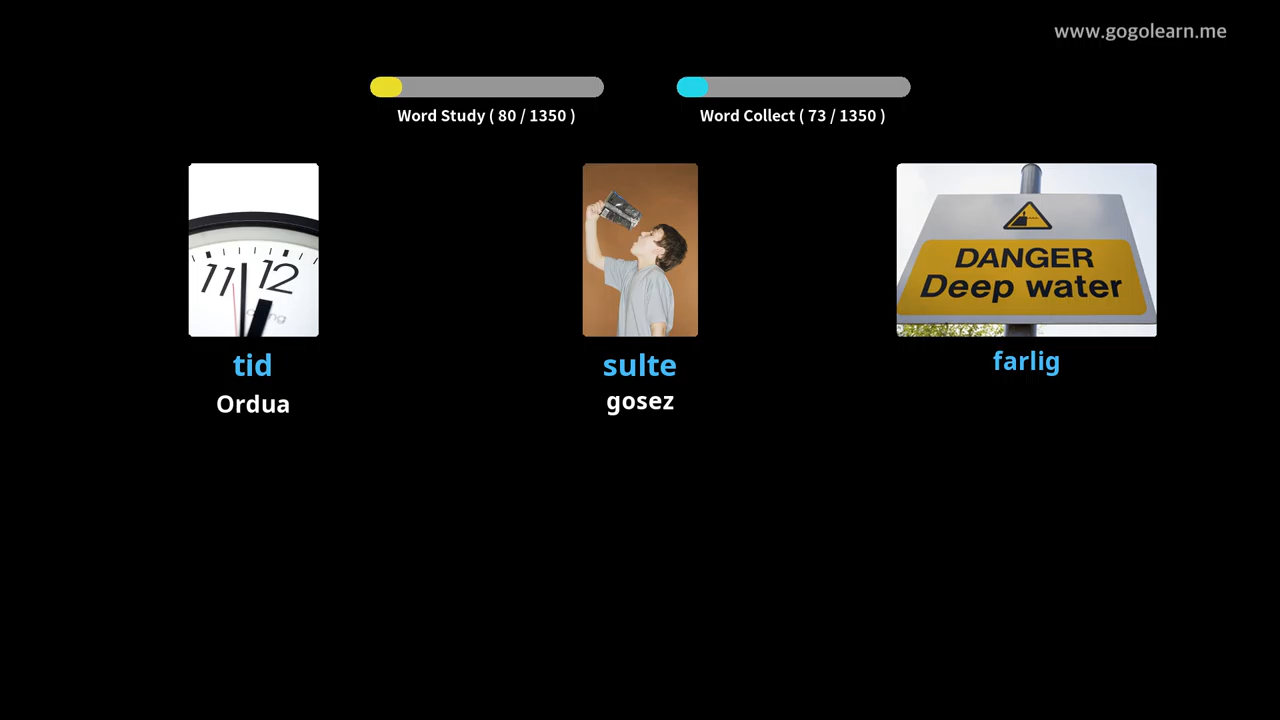 www.gogolearn.me
Word Study ( 80 / 1350 )
Word Collect ( 73 / 1350 )
11 12
DANGER
Deep water
tid
sulte
farlig
Ordua
gosez